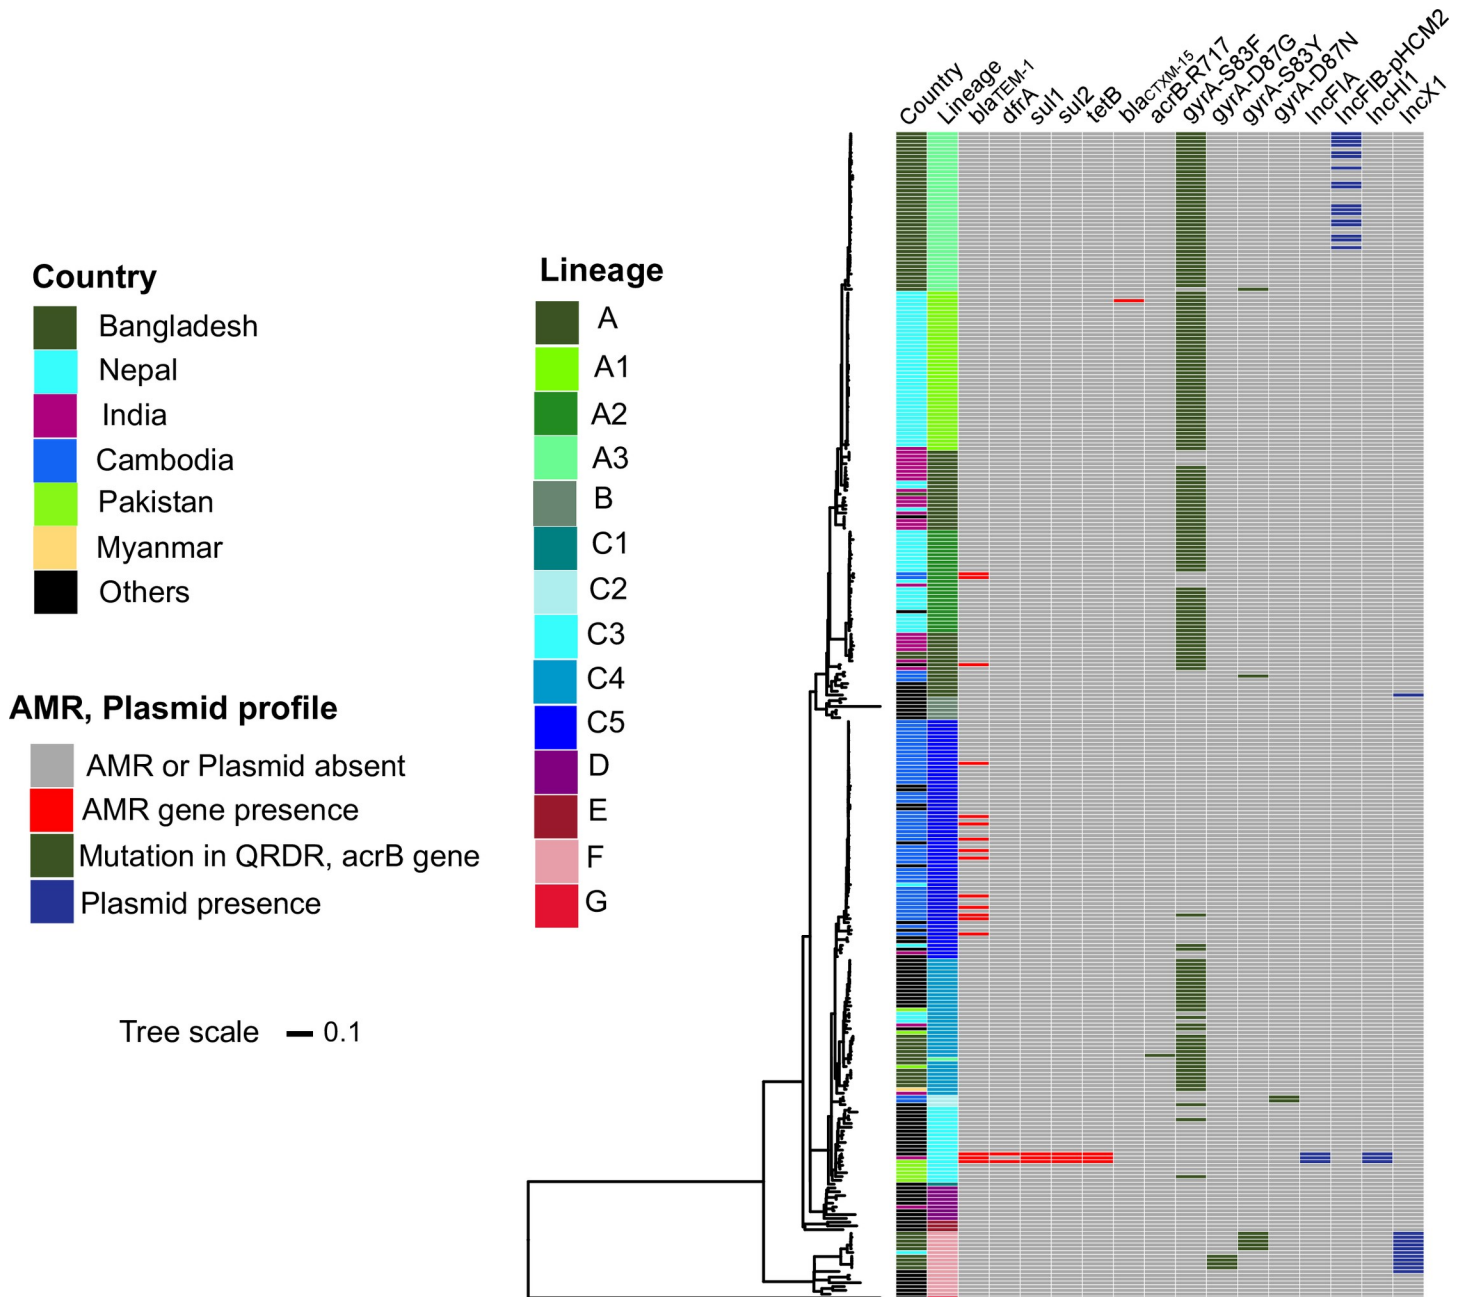 Country
Lineage
blaTEM-1
dfrA
sul1
sul2
tetB
blaCTXM-15
acrB-R717
gyrA-S83F
gyrA-D87G
gyrA-S83Y
gyrA-D87N
IncFIA
IncFIB-pHCM2
IncHI1
IncX1
Country
Bangladesh
Nepal
India
Cambodia
Pakistan
Myanmar
Others
Lineage
A
A1
A2
A3
B
C1
C2
C3
C4
C5
D
E
F
G
AMR, Plasmid profile
AMR or Plasmid absent
AMR gene presence
Mutation in QRDR, acrB gene
Plasmid presence
Tree scale 0.1